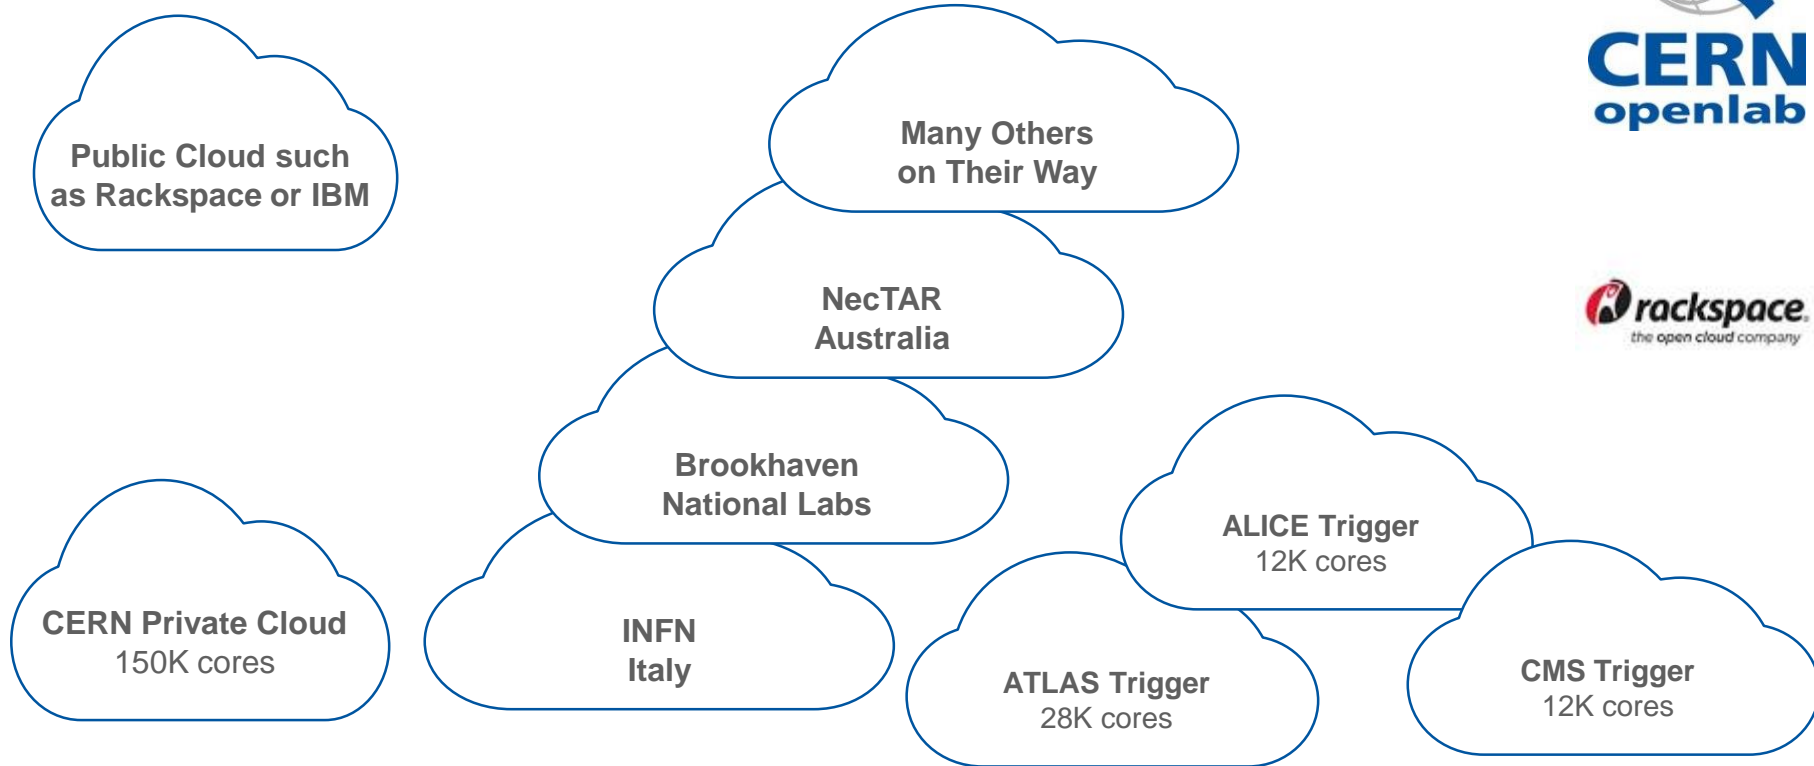 CERN
openlab
Public Cloud such
as Rackspace or IBM
Many Others
on Their Way
NecTAR
Australia
rackspace.
the open cloud company
Brookhaven
National Labs
ALICE Trigger
12K cores
CERN Private Cloud
150K cores
INFN
Italy
ATLAS Trigger
28K cores
CMS Trigger
12K cores